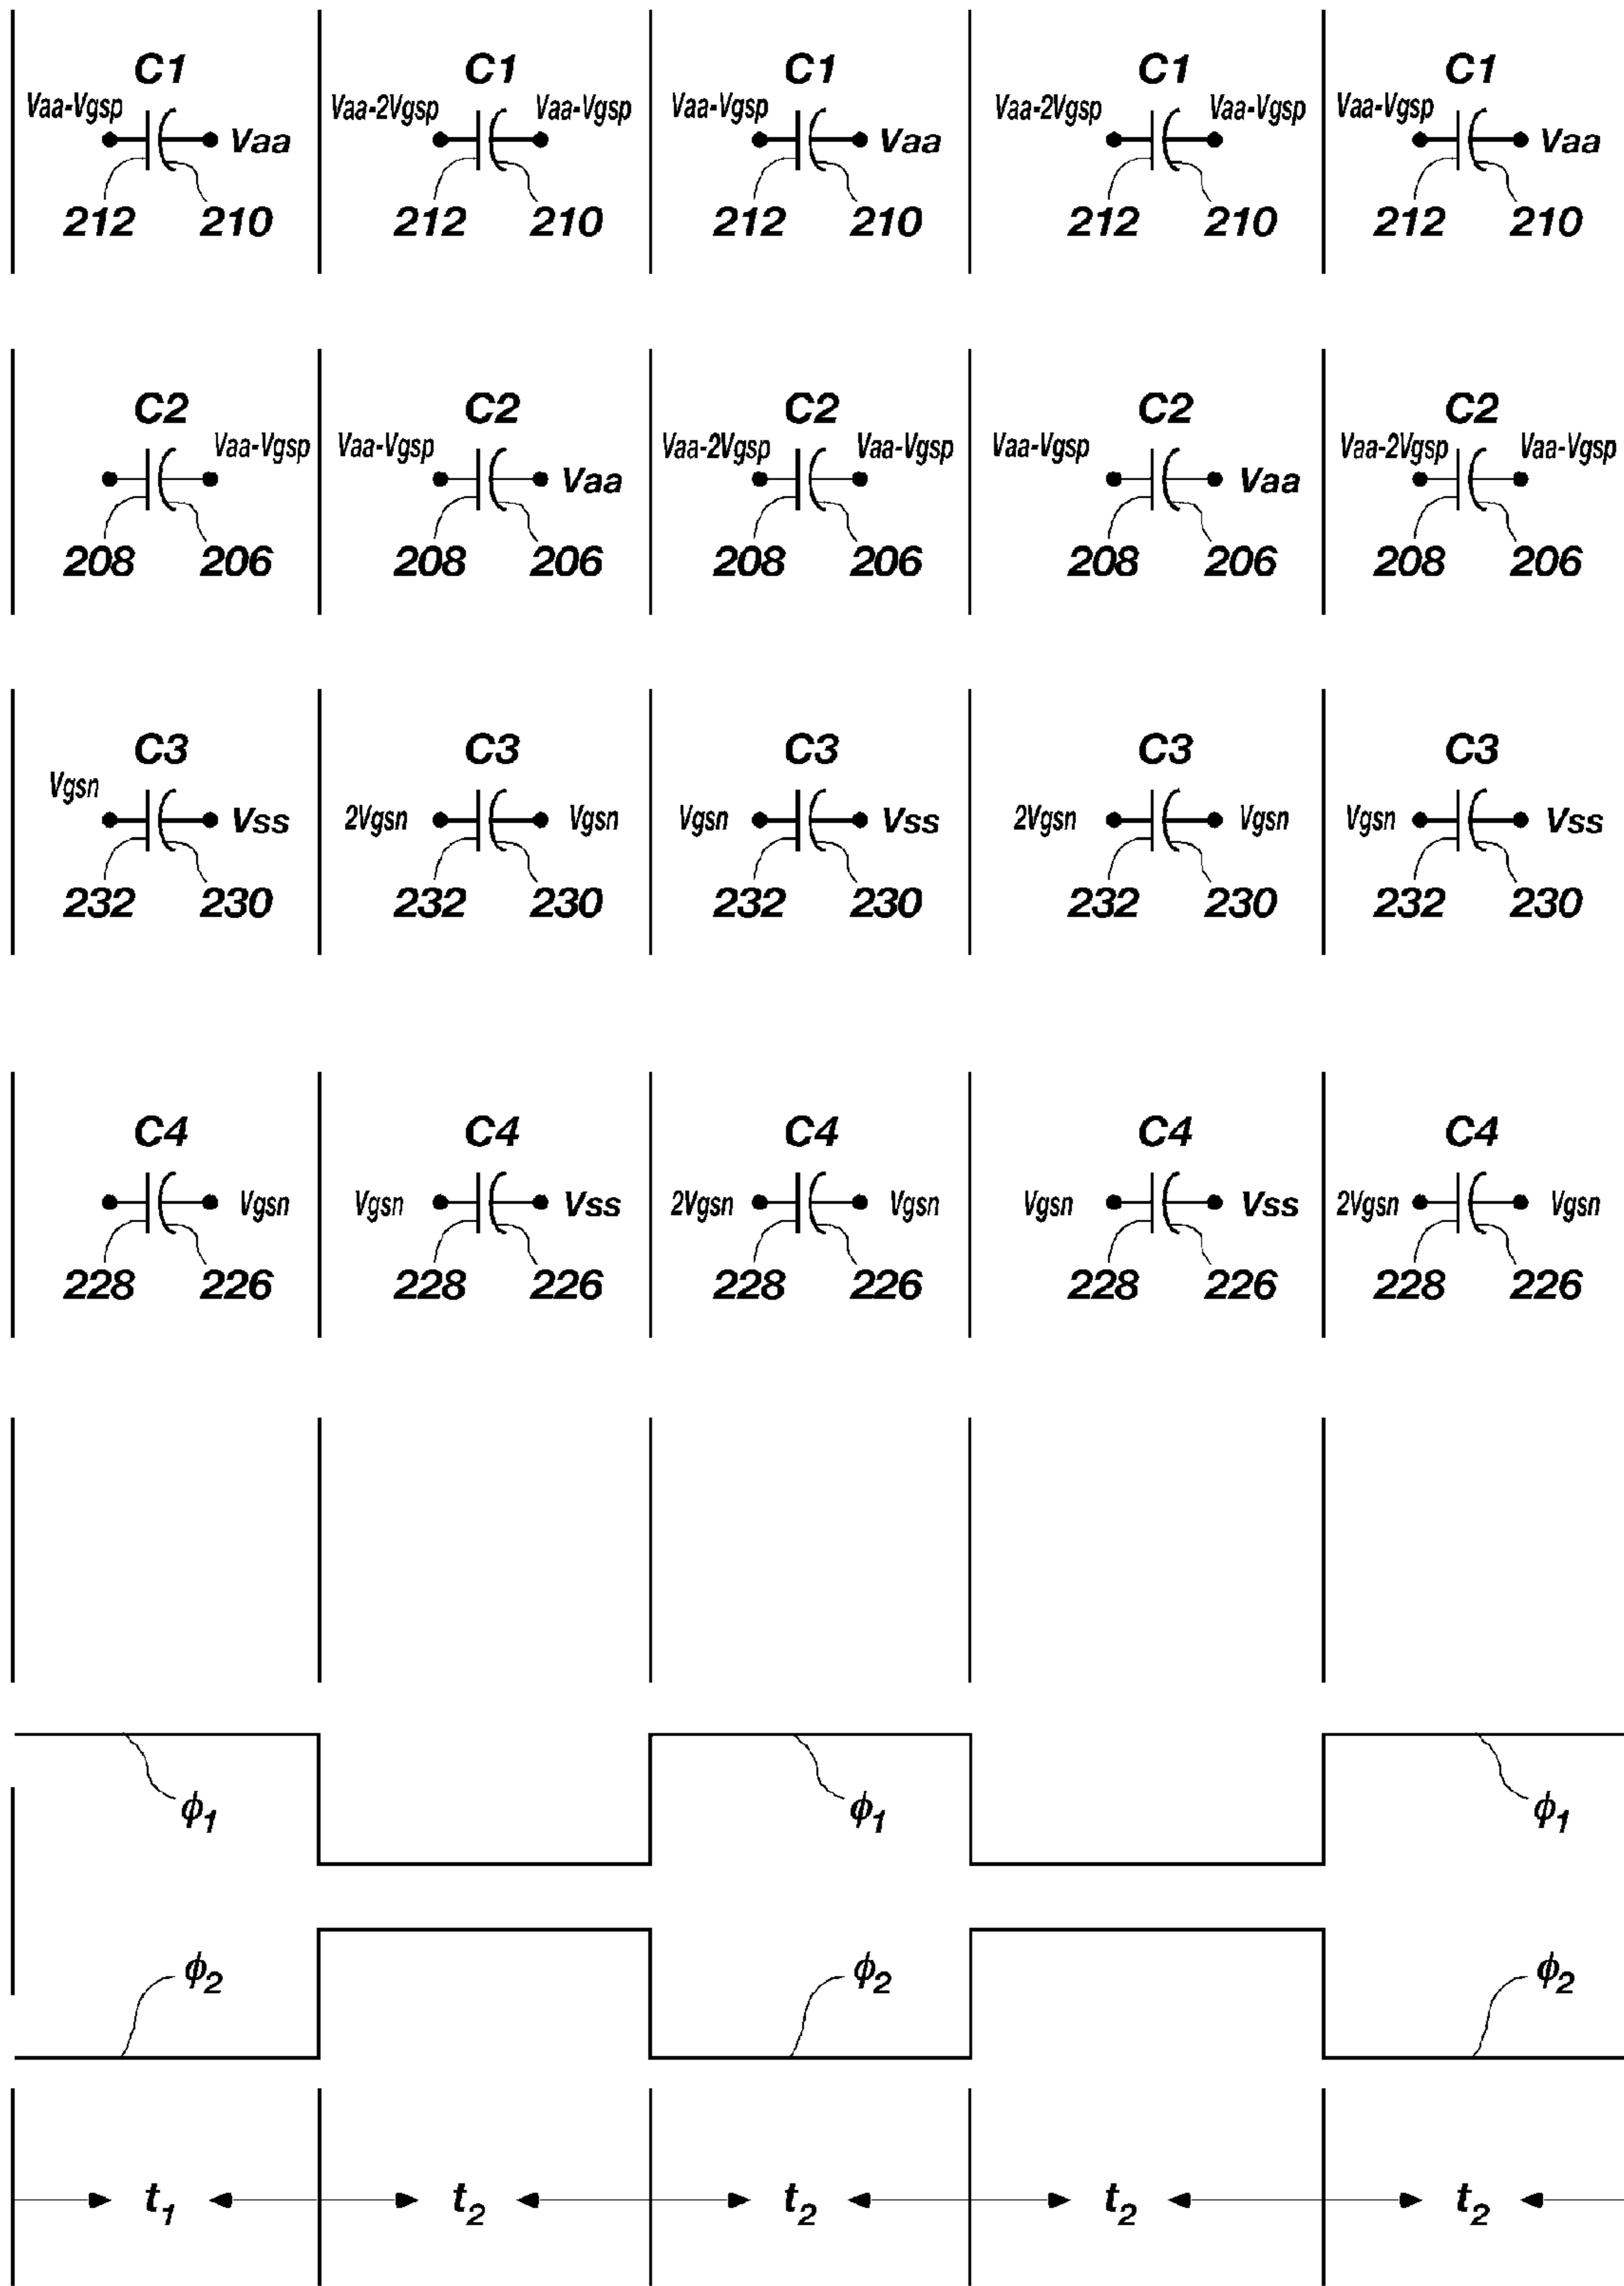 C1 C1 C1 C1 C1
Vaa-Vgsp Vaa Vaa-2Vgsp Vaa-Vgsp Vaa-Vgsp Vaa Vaa-2Vgsp Vaa-Vgsp Vaa-Vgsp Vaa
212 210 212 210 212 210 212 210 212 210
C2 C2 C2 C2 C2
Vaa-Vgsp Vaa-Vgsp Vaa Vaa-2Vgsp Vaa-Vgsp Vaa-Vgsp Vaa Vaa-2Vgsp Vaa-Vgsp
208 206 208 206 208 206 208 206 208 206
C3 C3 C3 C3 C3
Vgsn Vss 2Vgsn Vgsn Vgsn Vss 2Vgsn Vgsn Vgsn Vss
232 230 232 230 232 230 232 230 232 230
C4 C4 C4 C4 C4
Vgsn Vgsn Vss 2Vgsn Vgsn Vgsn Vss 2Vgsn Vgsn
228 226 228 226 228 226 228 226 228 226
ϕ1 ϕ1 ϕ1
ϕ2 ϕ2 ϕ2
t1 t2 t2 t2 t2